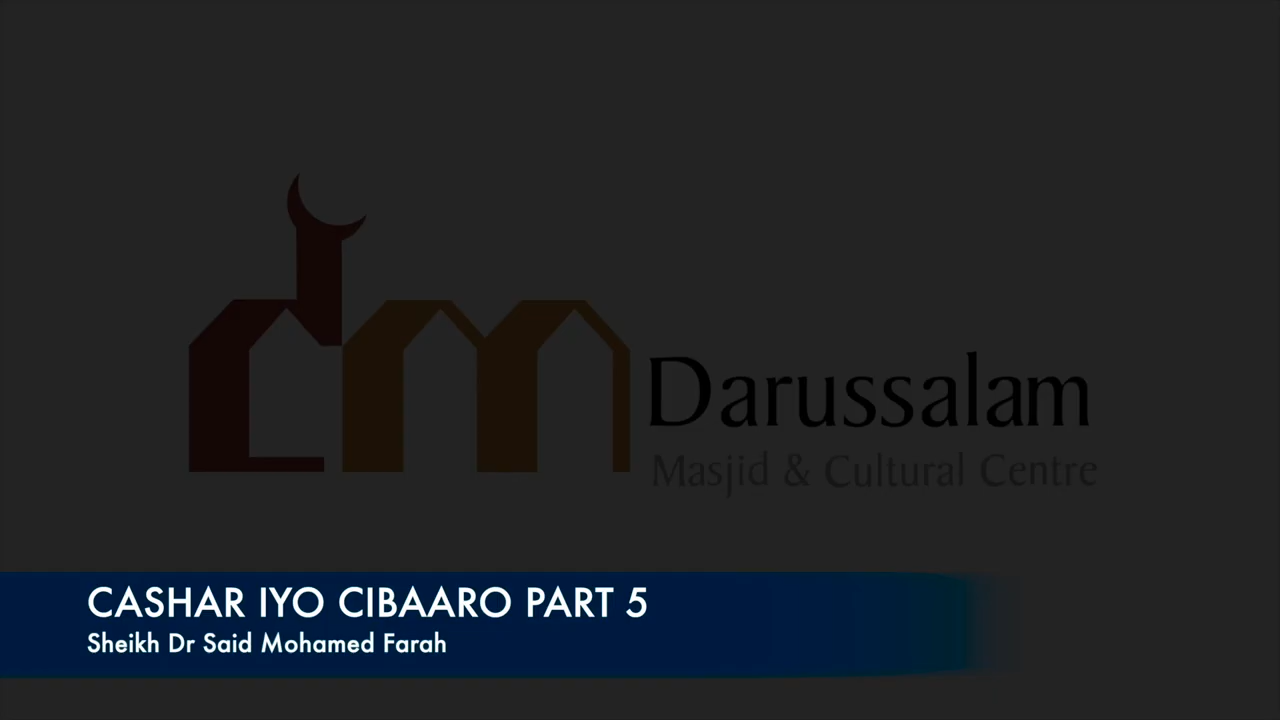 Darussalam
Masjid & Cultural Centre
CASHAR IYO CIBAARO PART 5
Sheikh Dr Said Mohamed Farah